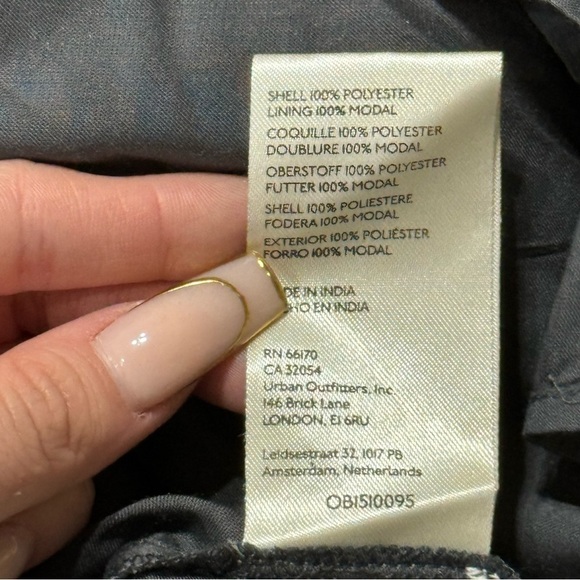 SHELL 100% POLYESTER
LINING 100% MODAL
COQUILLE 100% POLYESTER
DOUBLURE 100% MODAL
OBERSTOFF 100% POLYESTER
FUTTER 100% MODAL
SHELL 100% POLIESTERE
FODERA 100% MODAL
EXTERIOR 100% POLIÉSTER
FORRO 100% MODAL
DE IN INDIA
HO EN INDIA
RN 66170
CA 32054
Urban Outfitters, Inc
146 Brick Lane
LONDON, E1 6RU
Leidsestraat 32, 1017 PB
Amsterdam, Netherlands
OB1510095